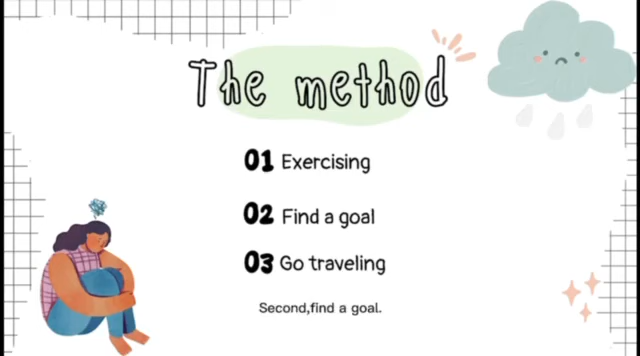 The method
01 Exercising
02 Find a goal
03 Go traveling
Second,find a goal.